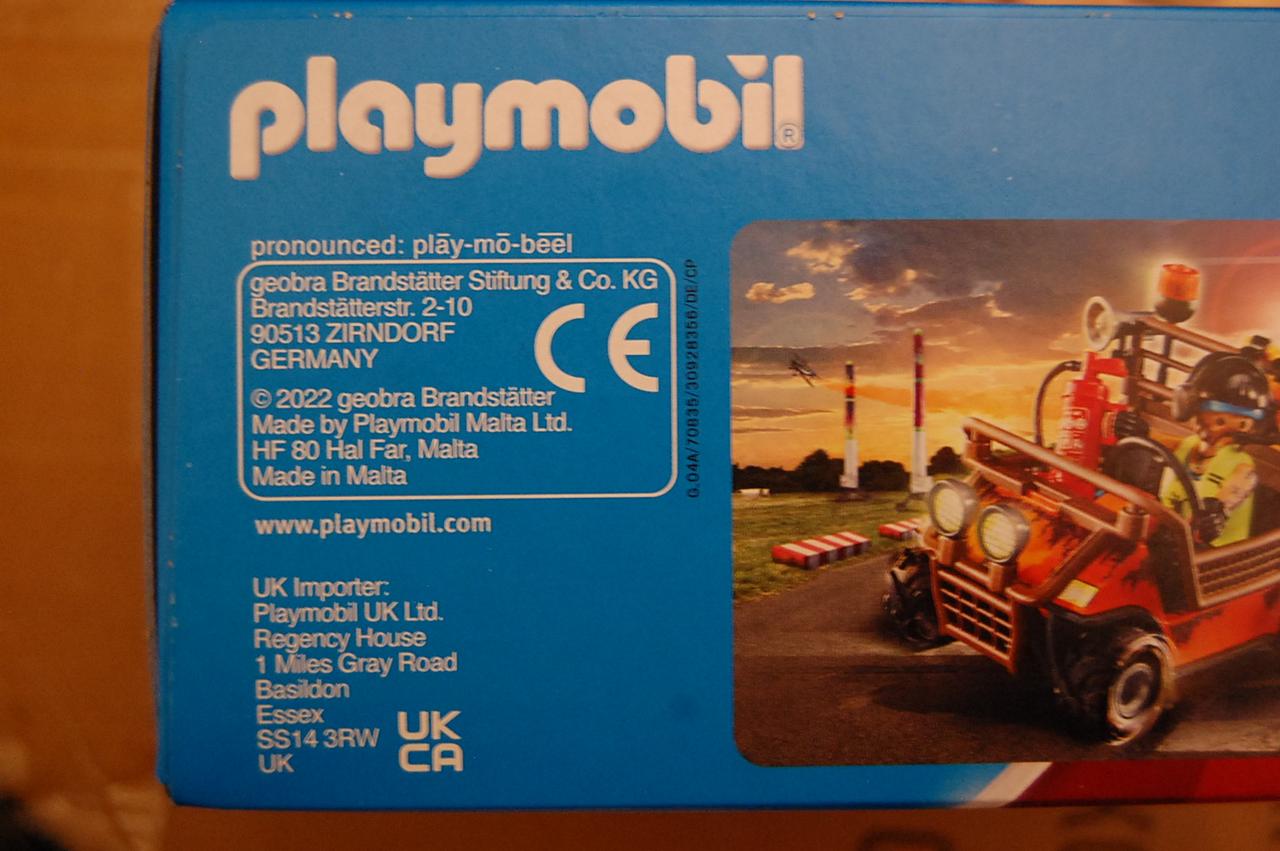 playmobil®
pronounced: plāy-mō-bēēl
geobra Brandstätter Stiftung & Co. KG
Brandstätterstr. 2-10
90513 ZIRNDORF
GERMANY
CE
© 2022 geobra Brandstätter
Made by Playmobil Malta Ltd.
HF 80 Hal Far, Malta
Made in Malta
G.04A/70835/30928356/DE/CP
www.playmobil.com
UK Importer:
Playmobil UK Ltd.
Regency House
1 Miles Gray Road
Basildon
Essex
SS14 3RW
UK
UK
CA